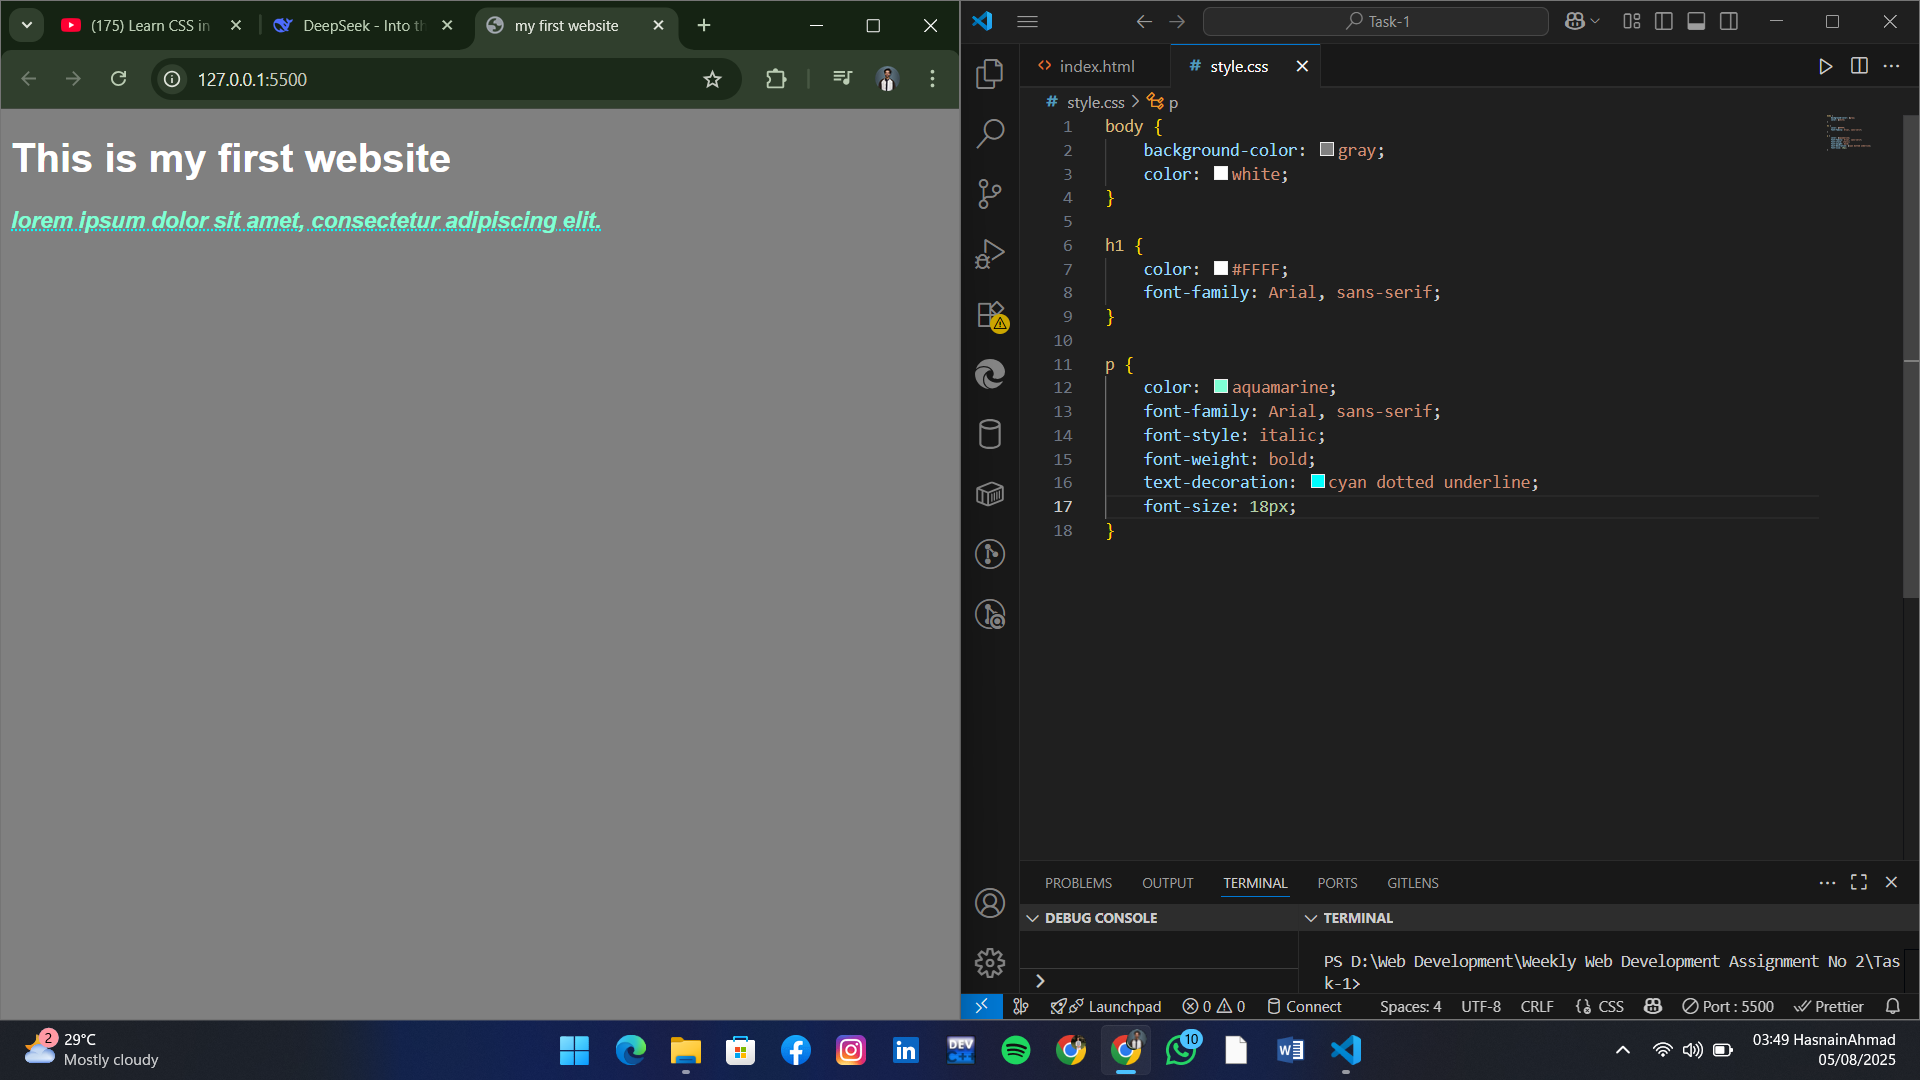 (175) Learn CSS in
DeepSeek - Into th
my first website
127.0.0.1:5500
This is my first website
lorem ipsum dolor sit amet, consectetur adipiscing elit.
Task-1
index.html
style.css
style.css > p
1 body {
2 background-color: gray;
3 color: white;
4 }
5
6 h1 {
7 color: #FFFF;
8 font-family: Arial, sans-serif;
9 }
10
11 p {
12 color: aquamarine;
13 font-family: Arial, sans-serif;
14 font-style: italic;
15 font-weight: bold;
16 text-decoration: cyan dotted underline;
17 font-size: 18px;
18 }
PROBLEMS OUTPUT TERMINAL PORTS GITLENS
DEBUG CONSOLE
TERMINAL
PS D:\Web Development\Weekly Web Development Assignment No 2\Tas
k-1>
Launchpad 0 0 Connect Spaces: 4 UTF-8 CRLF CSS Port : 5500 Prettier
2
29°C
Mostly cloudy
DEV
10
03:49 HasnainAhmad
05/08/2025